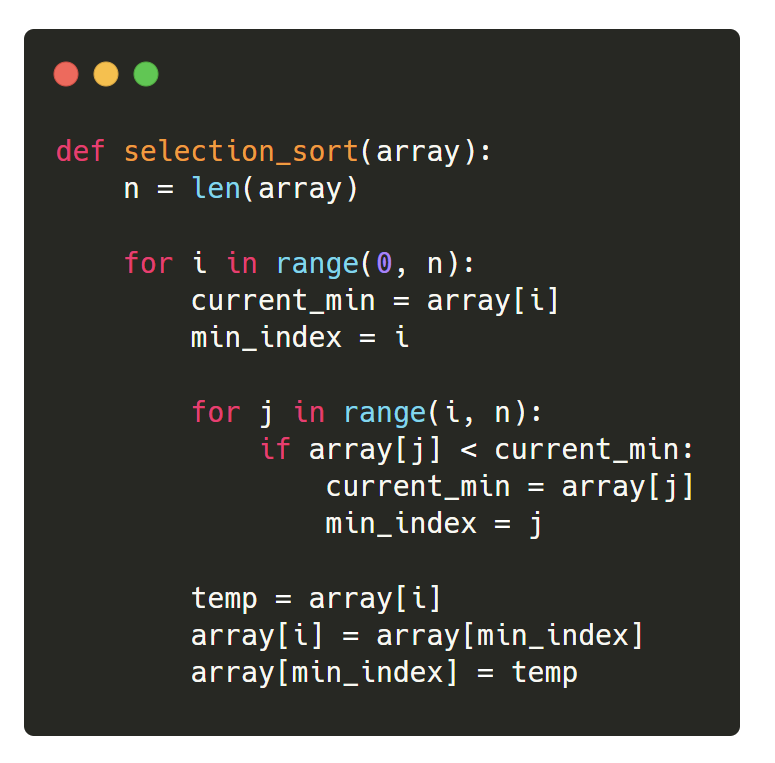 def selection_sort(array):
    n = len(array)

    for i in range(0, n):
        current_min = array[i]
        min_index = i

        for j in range(i, n):
            if array[j] < current_min:
                current_min = array[j]
                min_index = j

        temp = array[i]
        array[i] = array[min_index]
        array[min_index] = temp